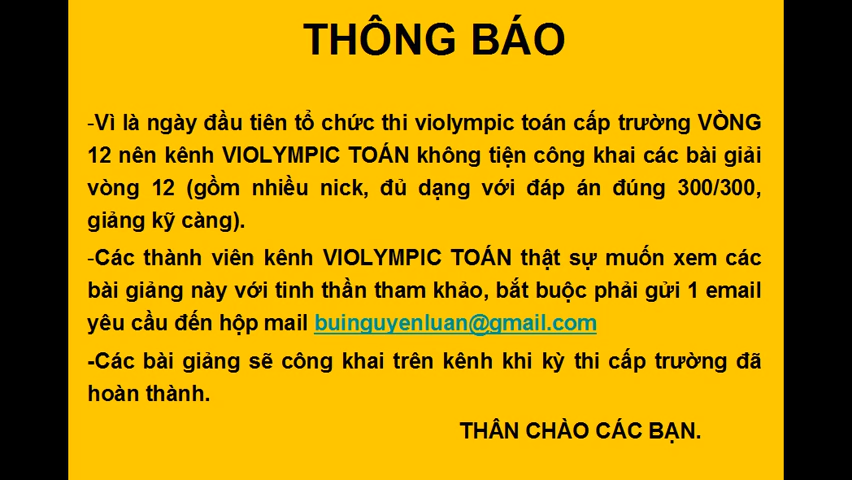 THÔNG BÁO
-Vì là ngày đầu tiên tổ chức thi violympic toán cấp trường VÒNG
12 nên kênh VIOLYMPIC TOÁN không tiện công khai các bài giải
vòng 12 (gồm nhiều nick, đủ dạng với đáp án đúng 300/300,
giảng kỹ càng).
-Các thành viên kênh VIOLYMPIC TOÁN thật sự muốn xem các
bài giảng này với tinh thần tham khảo, bắt buộc phải gửi 1 email
yêu cầu đến hộp mail buinguyenluan@gmail.com
-Các bài giảng sẽ công khai trên kênh khi kỳ thi cấp trường đã
hoàn thành.
THÂN CHÀO CÁC BẠN.